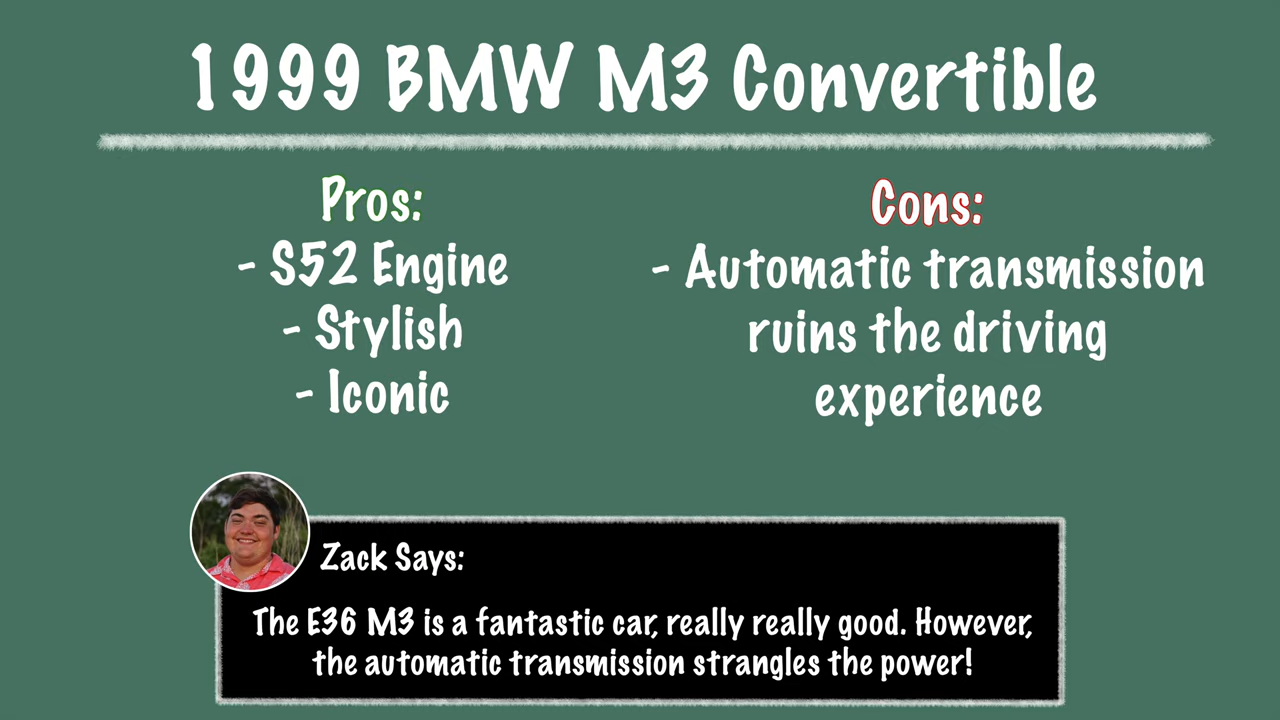 1999 BMW M3 Convertible
Pros:
- S52 Engine
- Stylish
- Iconic
Cons:
- Automatic transmission
ruins the driving
experience
Zack Says:
The E36 M3 is a fantastic car, really really good. However,
the automatic transmission strangles the power!